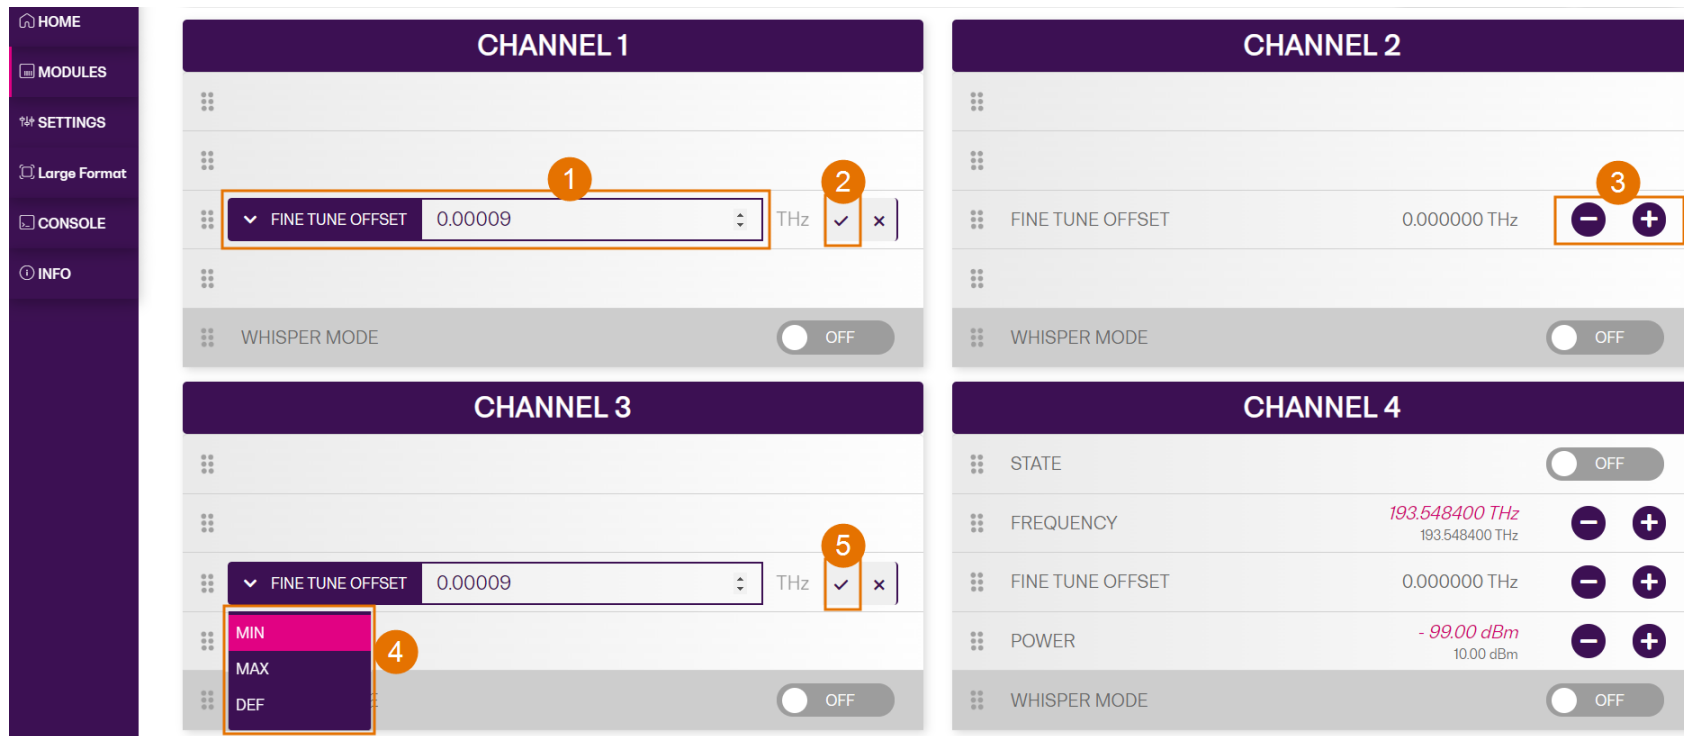 HOME
MODULES
SETTINGS
Large Format
CONSOLE
INFO
CHANNEL 1
1
2
FINE TUNE OFFSET 0.00009 THz
WHISPER MODE OFF
CHANNEL 2
3
FINE TUNE OFFSET 0.000000 THz
WHISPER MODE OFF
CHANNEL 3
5
FINE TUNE OFFSET 0.00009 THz
MIN
4
MAX
DEF
OFF
CHANNEL 4
STATE OFF
FREQUENCY 193.548400 THz
193.548400 THz
FINE TUNE OFFSET 0.000000 THz
POWER - 99.00 dBm
10.00 dBm
WHISPER MODE OFF